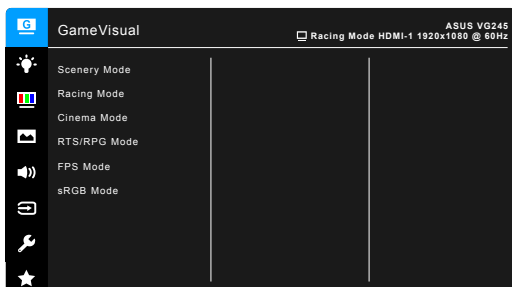 G
GameVisual
ASUS VG245
Racing Mode HDMI-1 1920x1080 @ 60Hz
Scenery Mode
Racing Mode
Cinema Mode
RTS/RPG Mode
FPS Mode
sRGB Mode